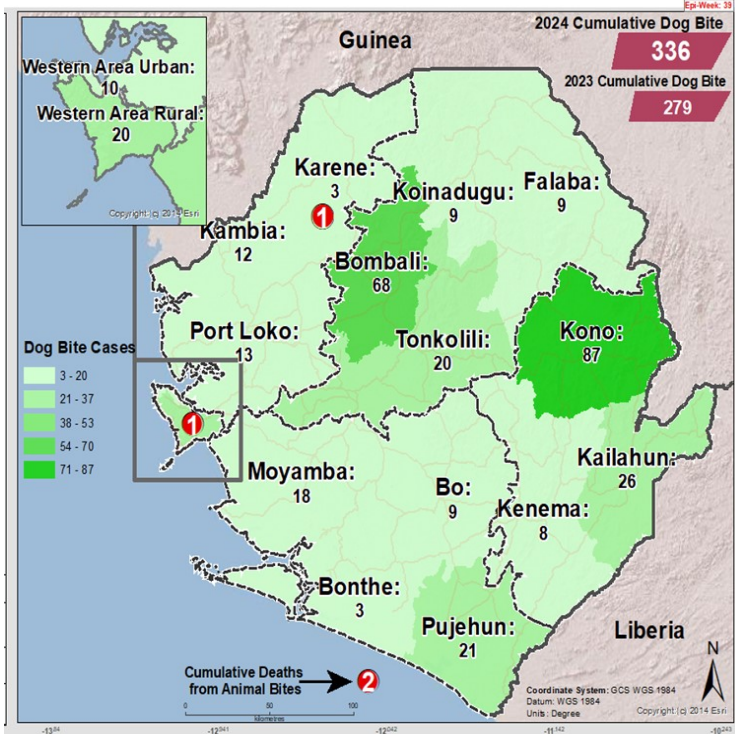 Epi-Week: 39
2024 Cumulative Dog Bite
336
2023 Cumulative Dog Bite
279
Guinea
Western Area Urban:
10
Western Area Rural:
20
Copyright:(c) 2014 Esri
Karene:
3
1
Koinadugu:
9
Falaba:
9
Kambia:
12
Bombali:
68
Port Loko:
13
Tonkolili:
20
Kono:
87
Dog Bite Cases
3 - 20
21 - 37
38 - 53
54 - 70
71 - 87
1
Moyamba:
18
Bo:
9
Kenema:
8
Kailahun:
26
Bonthe:
3
Pujehun:
21
Liberia
N
Cumulative Deaths
from Animal Bites
2
0 50 100
kilometres
Coordinate System: GCS WGS 1984
Datum: WGS 1984
Units: Degree
Copyright:(c) 2014 Esri